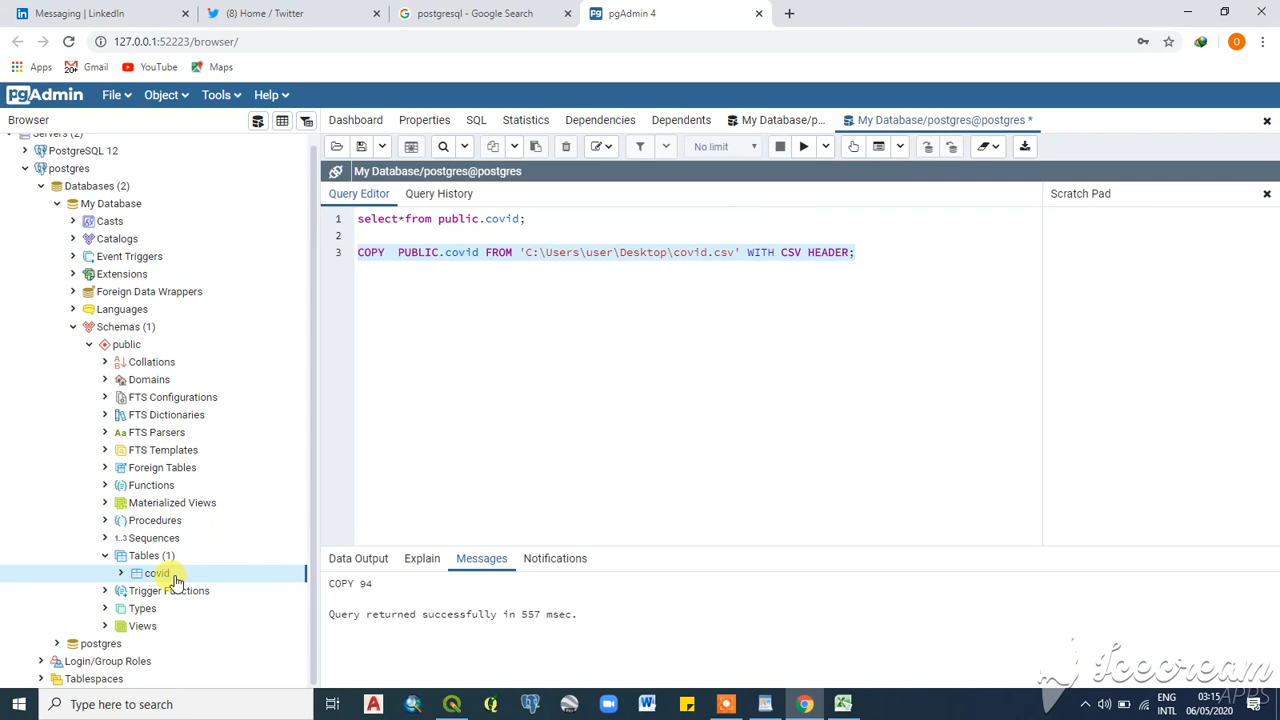 Messaging | LinkedIn
(8) Home / Twitter
postgresql - Google Search
pgAdmin 4
127.0.0.1:52223/browser/
Apps
20+
Gmail
YouTube
Maps
pgAdmin
File
Object
Tools
Help
Browser
Dashboard
Properties
SQL
Statistics
Dependencies
Dependents
My Database/p...
My Database/postgres@postgres *
Servers (2)
PostgreSQL 12
postgres
Databases (2)
My Database
Casts
Catalogs
Event Triggers
Extensions
Foreign Data Wrappers
Languages
Schemas (1)
public
Collations
Domains
FTS Configurations
FTS Dictionaries
FTS Parsers
FTS Templates
Foreign Tables
Functions
Materialized Views
Procedures
1..3 Sequences
Tables (1)
covid
Trigger Functions
Types
Views
postgres
Login/Group Roles
Tablespaces
No limit
My Database/postgres@postgres
Query Editor
Query History
Scratch Pad
1 select*from public.covid;
2
3 COPY  PUBLIC.covid FROM 'C:\Users\user\Desktop\covid.csv' WITH CSV HEADER;
Data Output
Explain
Messages
Notifications
COPY 94
Query returned successfully in 557 msec.
Icecream
APPS
Type here to search
ENG
INTL
03:15
06/05/2020